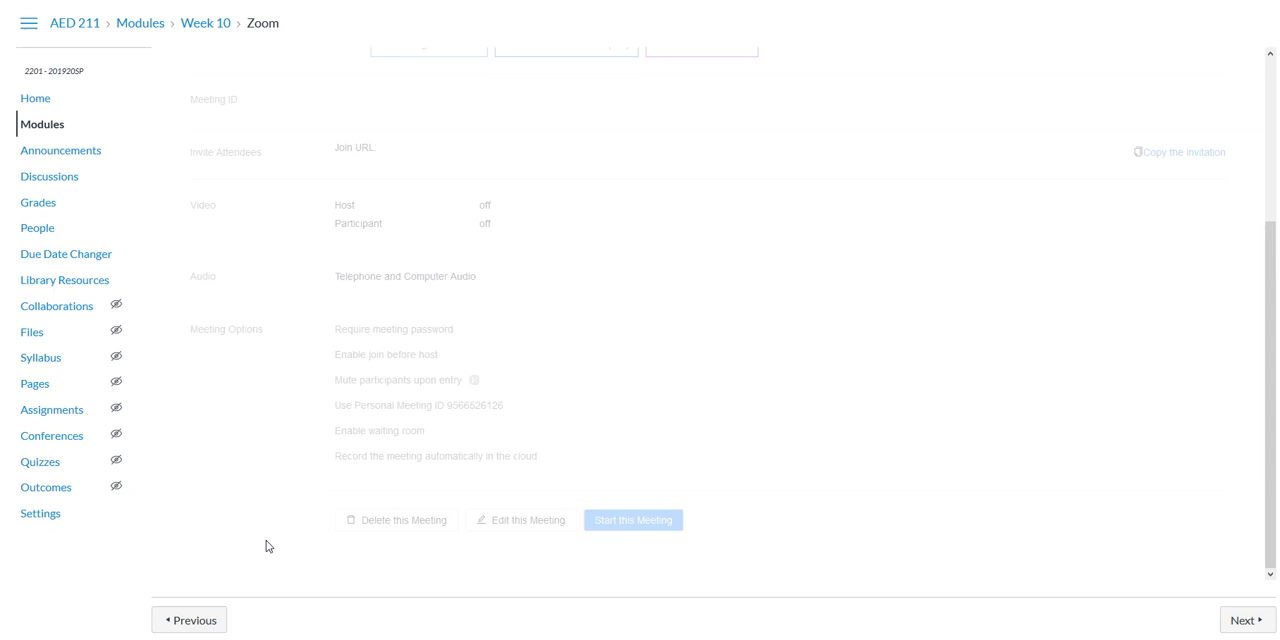 AED 211 › Modules › Week 10 › Zoom
2201 - 201920SP
Home
Modules
Announcements
Discussions
Grades
People
Due Date Changer
Library Resources
Collaborations
Files
Syllabus
Pages
Assignments
Conferences
Quizzes
Outcomes
Settings
Meeting ID
Invite Attendees
Join URL:
Copy the invitation
Video
Host off
Participant off
Audio
Telephone and Computer Audio
Meeting Options
Require meeting password
Enable join before host
Mute participants upon entry
Use Personal Meeting ID 9566526126
Enable waiting room
Record the meeting automatically in the cloud
Delete this Meeting
Edit this Meeting
Start this Meeting
Previous
Next